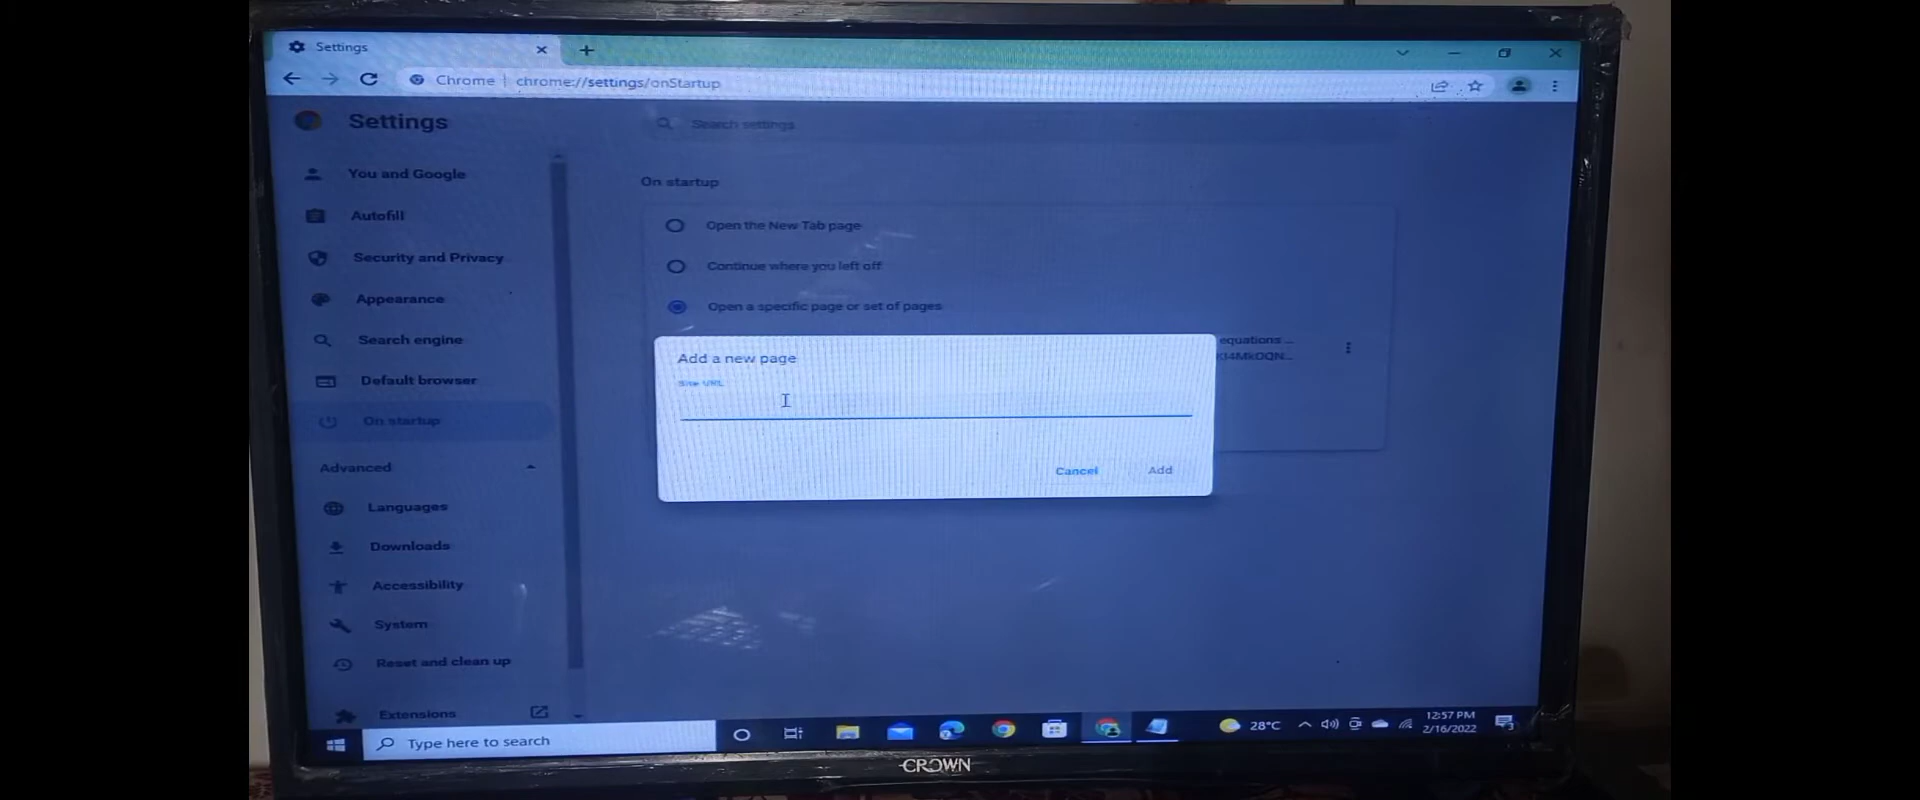 Settings
Chrome | chrome://settings/onStartup
Settings
Search settings
You and Google
Autofill
Security and Privacy
Appearance
Search engine
Default browser
On startup
Advanced
Languages
Downloads
Accessibility
System
Reset and clean up
Extensions
On startup
Open the New Tab page
Continue where you left off
Open a specific page or set of pages
equations ...
Add a new page
Site URL
Cancel
Add
Type here to search
28°C
12:57 PM
2/16/2022
CROWN